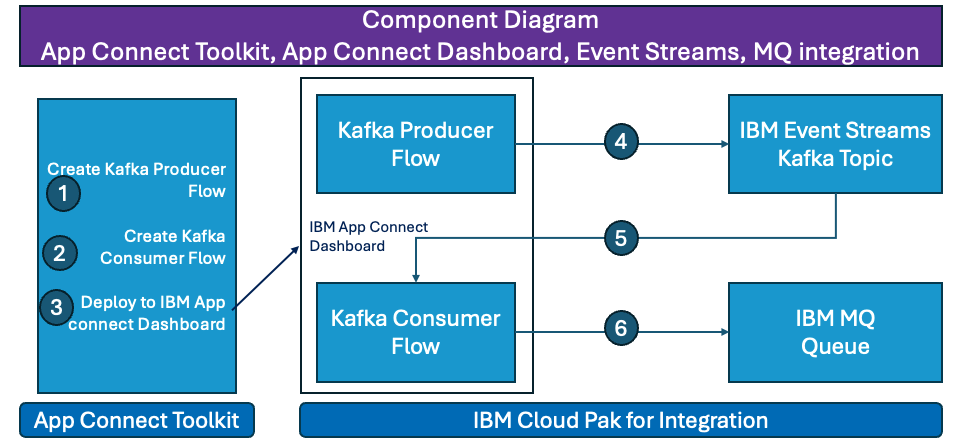 Component Diagram
App Connect Toolkit, App Connect Dashboard, Event Streams, MQ integration
Create Kafka Producer
Flow
1
Create Kafka
Consumer Flow
2
3
Deploy to IBM App
connect Dashboard
App Connect Toolkit
Kafka Producer
Flow
4
IBM Event Streams
Kafka Topic
IBM App Connect
Dashboard
5
Kafka Consumer
Flow
6
IBM MQ
Queue
IBM Cloud Pak for Integration